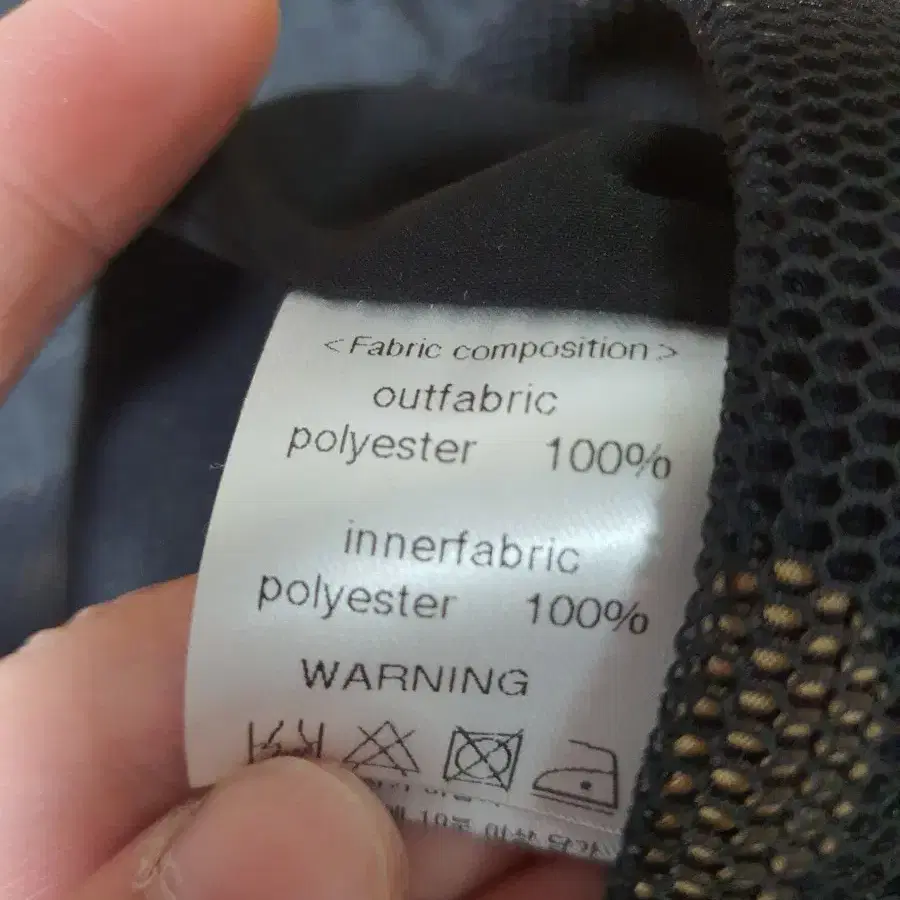 <Fabric composition>
outfabric
polyester 100%
innerfabric
polyester 100%
WARNING